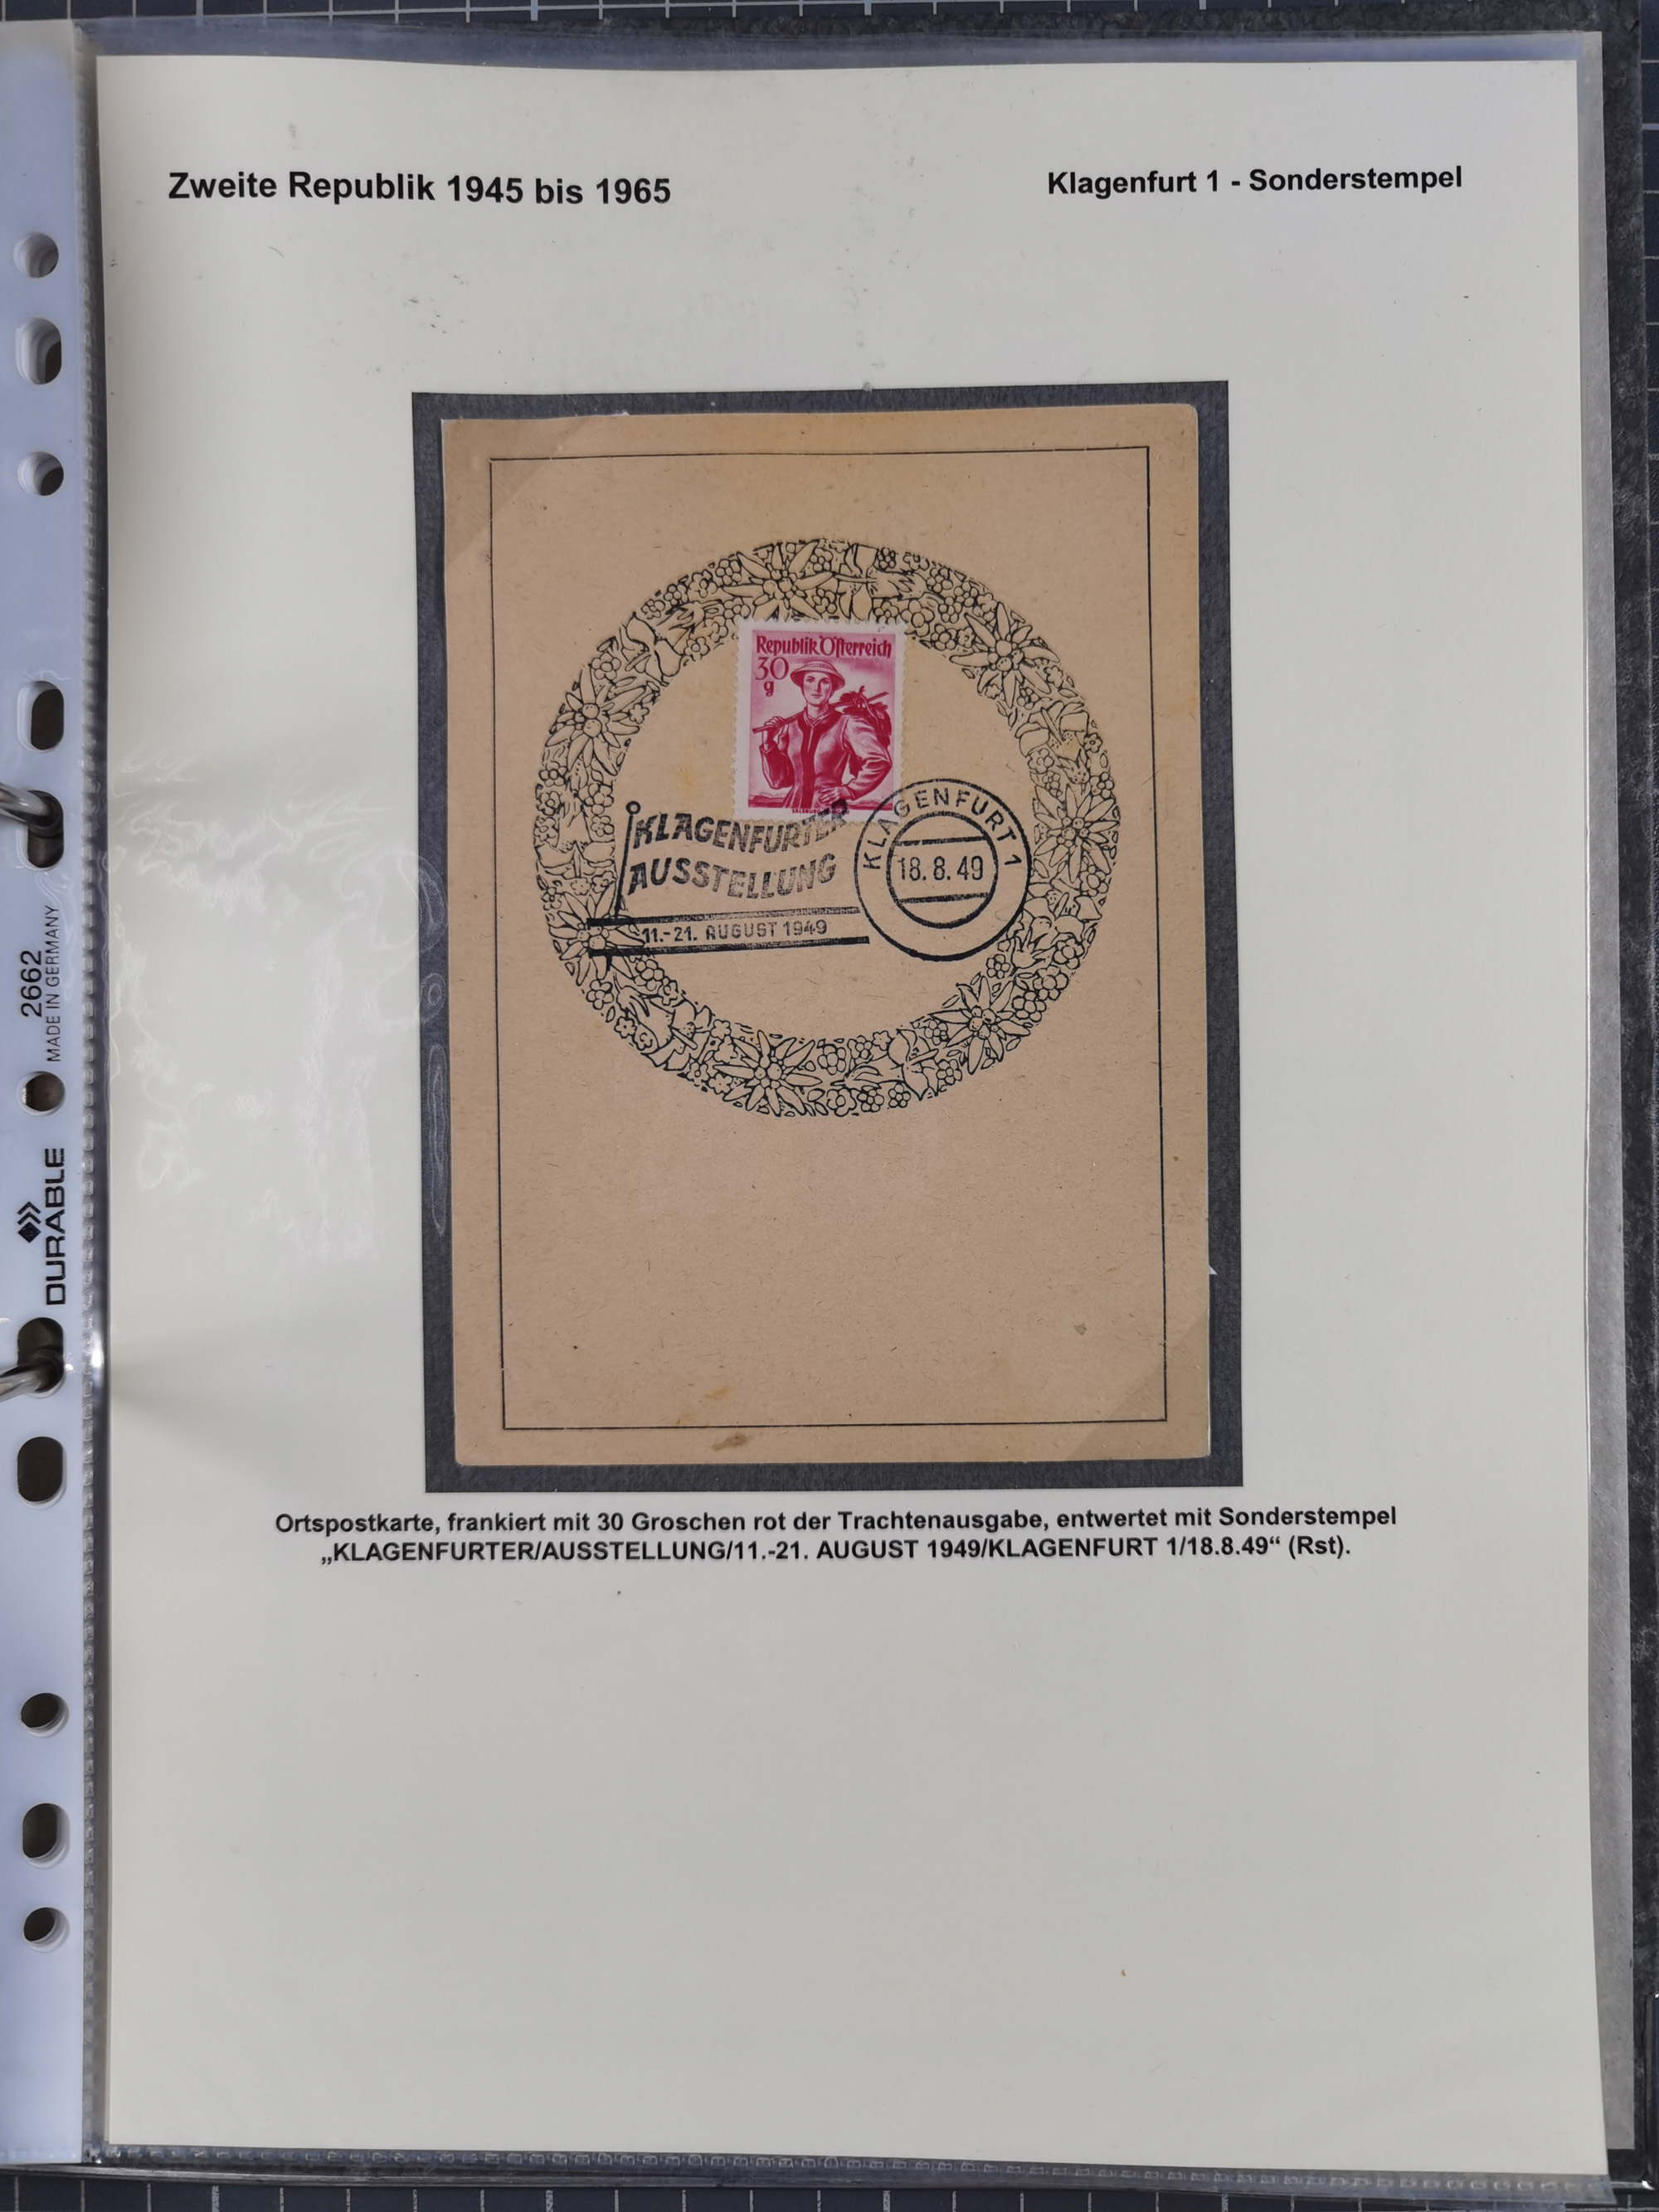 Zweite Republik 1945 bis 1965
Klagenfurt 1 - Sonderstempel
Republik Österreich
30
g
KLAGENFURTER
AUSSTELLUNG
11.-21. AUGUST 1949
KLAGENFURT 1
18.8.49
Ortspostkarte, frankiert mit 30 Groschen rot der Trachtenausgabe, entwertet mit Sonderstempel
„KLAGENFURTER/AUSSTELLUNG/11.-21. AUGUST 1949/KLAGENFURT 1/18.8.49“ (Rst).
DURABLE
2662
MADE IN GERMANY